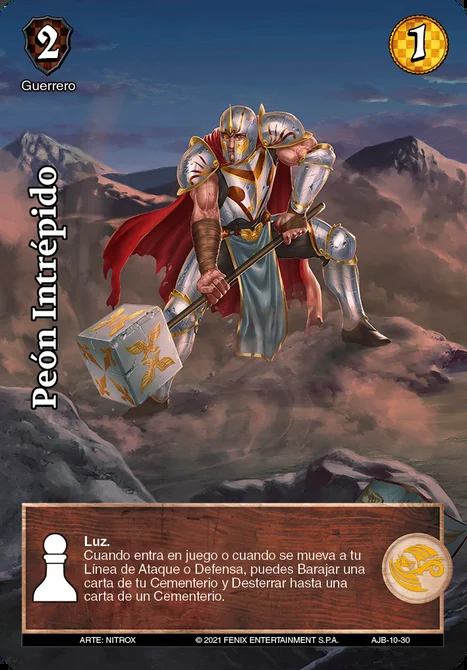 2
1
Guerrero
Peón Intrépido
Luz.
Cuando entra en juego o cuando se mueva a tu
Línea de Ataque o Defensa, puedes Barajar una
carta de tu Cementerio y Desterrar hasta una
carta de un Cementerio.
ARTE: NITROX © 2021 FENIX ENTERTAINMENT S.P.A. AJB-10-30